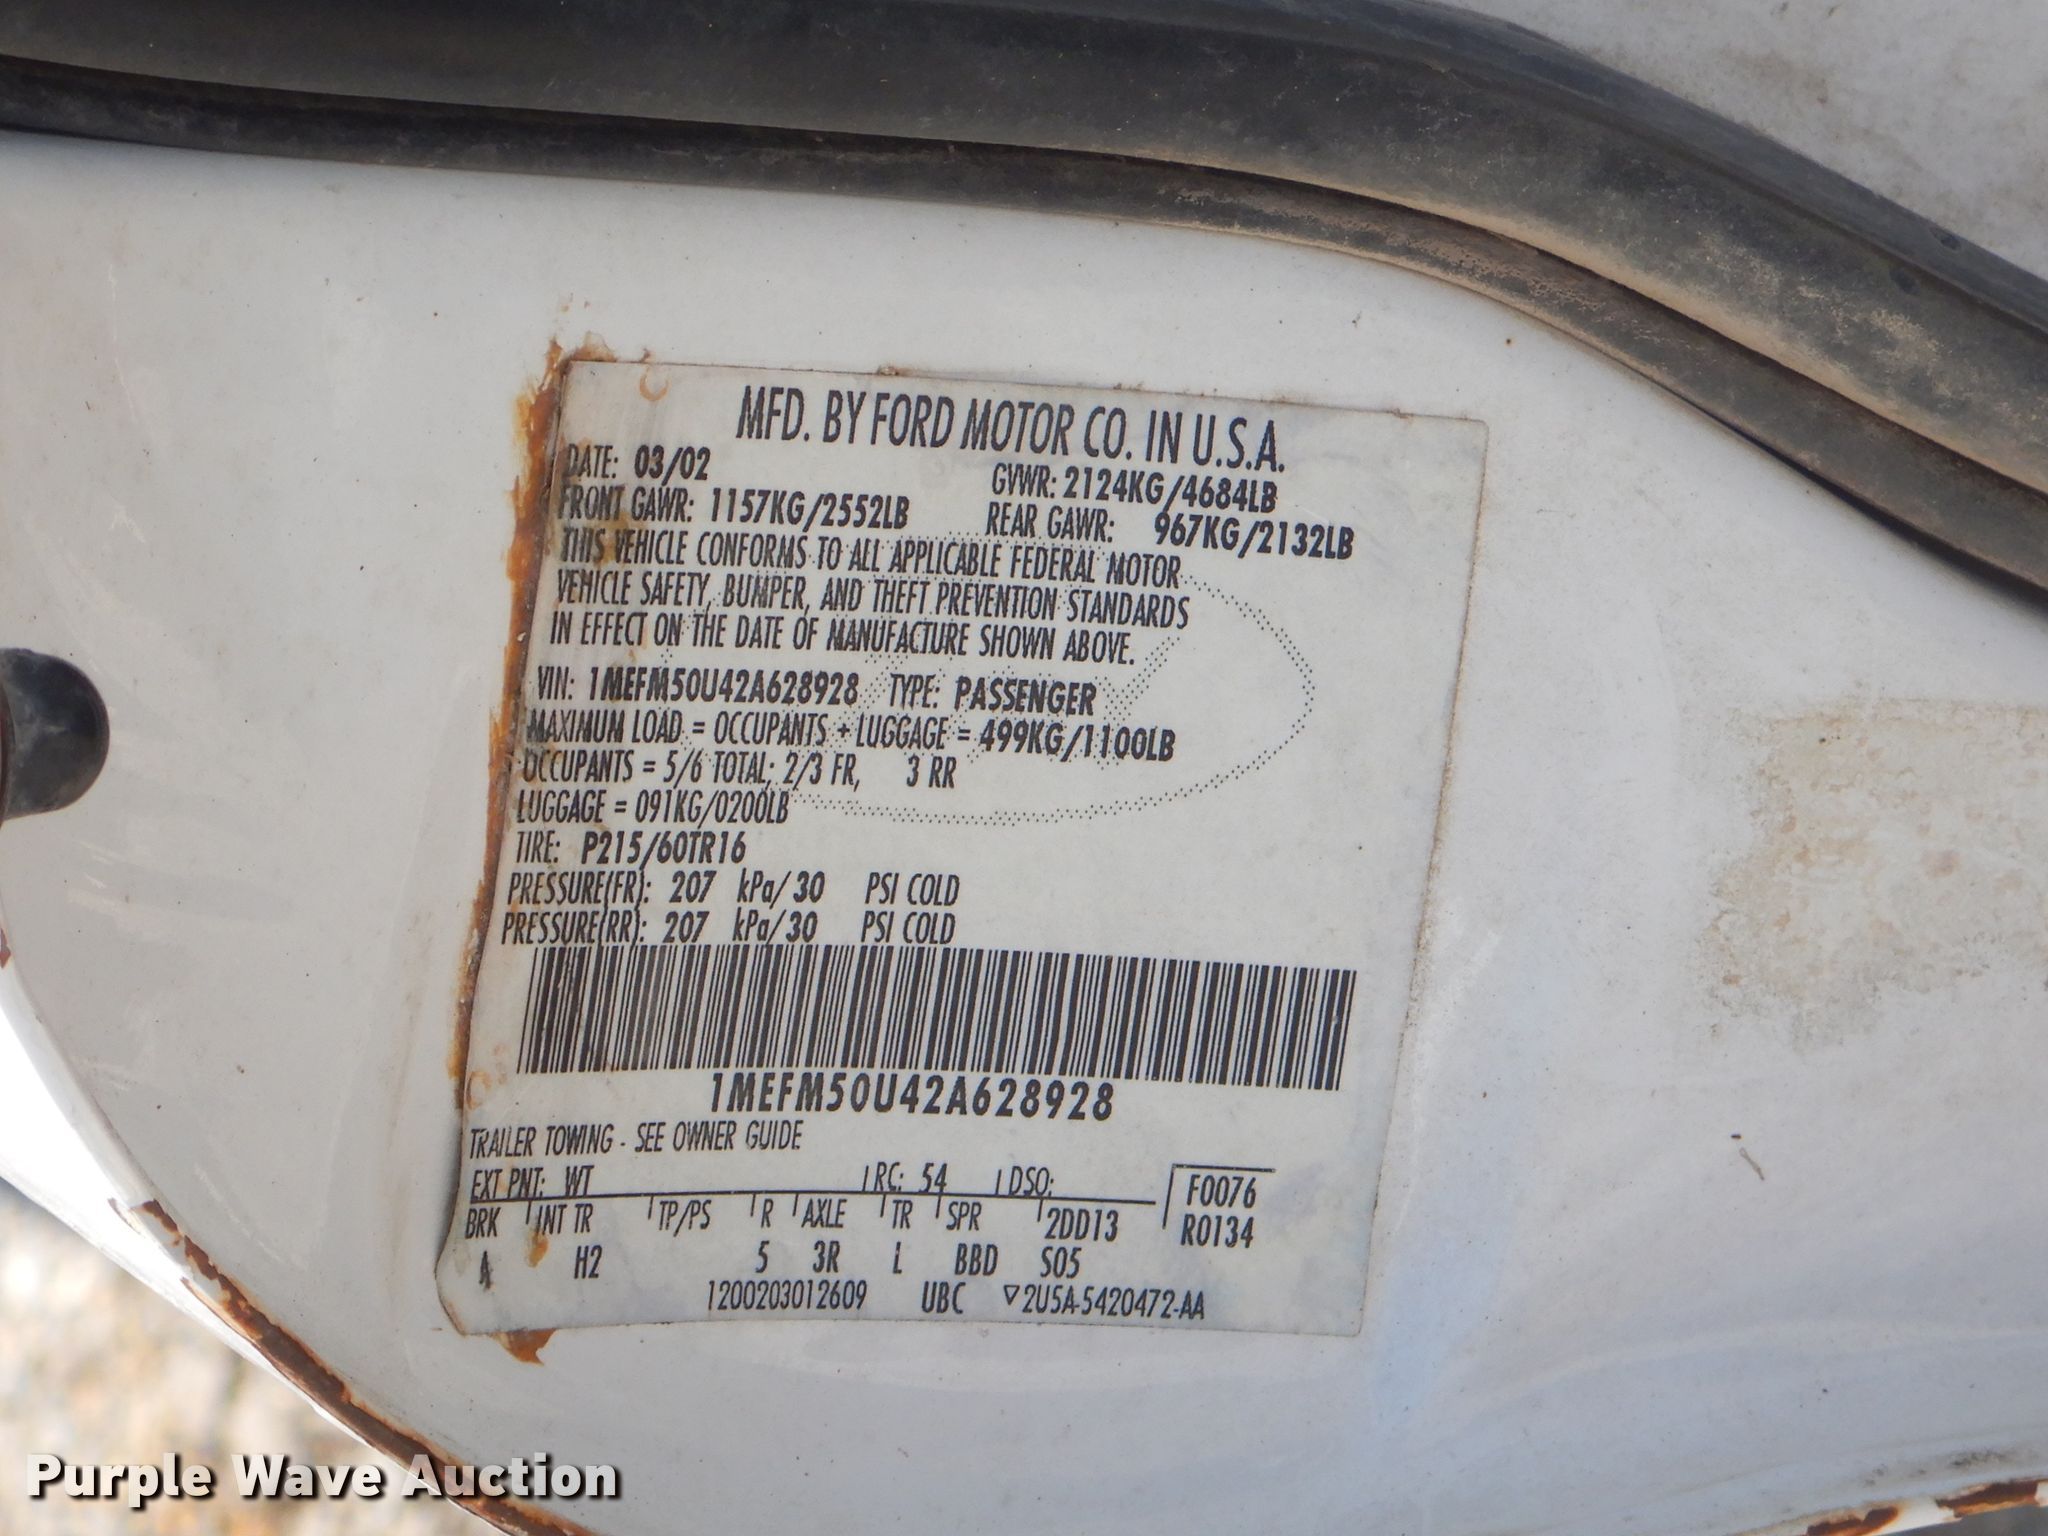 MFD. BY FORD MOTOR CO. IN U.S.A.
DATE: 03/02 GVWR: 2124KG/4684LB
FRONT GAWR: 1157KG/2552LB REAR GAWR: 967KG/2132LB
THIS VEHICLE CONFORMS TO ALL APPLICABLE FEDERAL MOTOR
VEHICLE SAFETY, BUMPER, AND THEFT PREVENTION STANDARDS
IN EFFECT ON THE DATE OF MANUFACTURE SHOWN ABOVE.
VIN: 1MEFM50U42A628928 TYPE: PASSENGER
MAXIMUM LOAD = OCCUPANTS + LUGGAGE = 499KG/1100LB
OCCUPANTS = 5/6 TOTAL; 2/3 FR, 3 RR
LUGGAGE = 091KG/0200LB
TIRE: P215/60TR16
PRESSURE(FR): 207 kPa/ 30 PSI COLD
PRESSURE(RR): 207 kPa/ 30 PSI COLD
1MEFM50U42A628928
TRAILER TOWING - SEE OWNER GUIDE
EXT PNT: WT RC: 54 DSO: F0076
BRK INT TR TP/PS R AXLE TR SPR 2DD13 R0134
A H2 5 3R L BBD S05
1200203012609 UBC ▽2U5A-5420472-AA
Purple Wave Auction